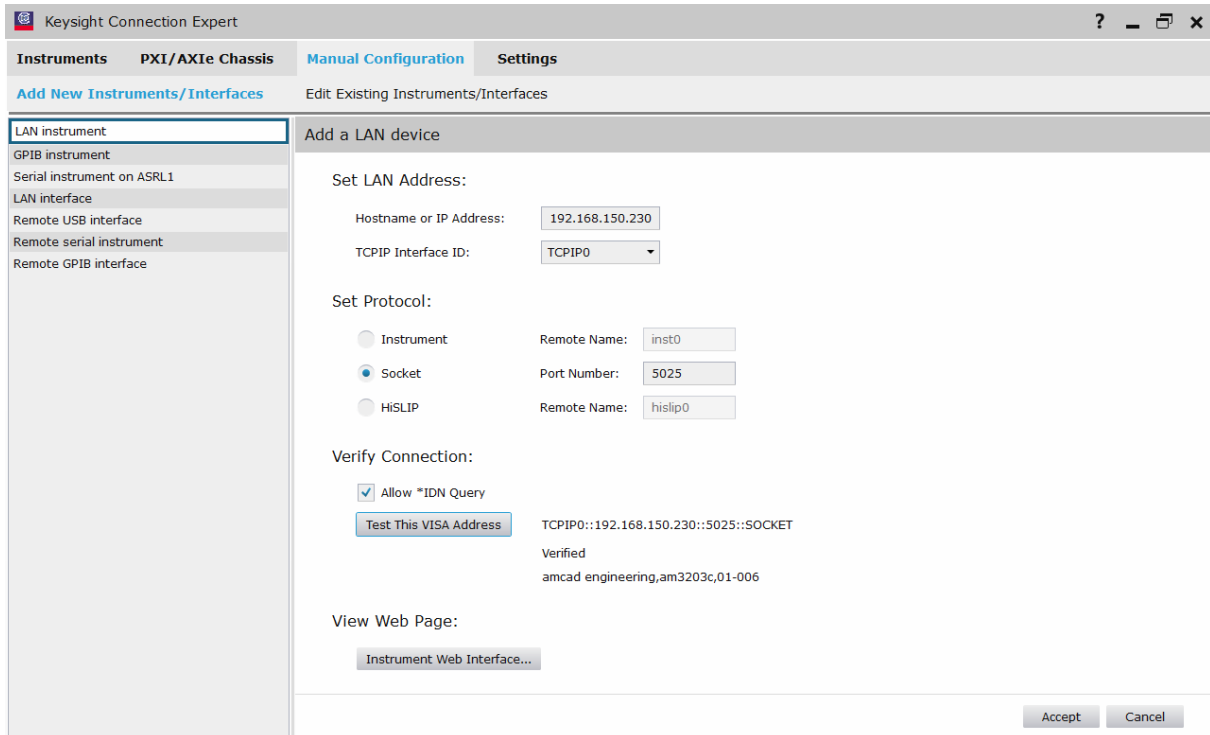 Keysight Connection Expert
?
Instruments PXI/AXIe Chassis Manual Configuration Settings
Add New Instruments/Interfaces Edit Existing Instruments/Interfaces
LAN instrument
GPIB instrument
Serial instrument on ASRL1
LAN interface
Remote USB interface
Remote serial instrument
Remote GPIB interface
Add a LAN device
Set LAN Address:
Hostname or IP Address: 192.168.150.230
TCPIP Interface ID: TCPIP0
Set Protocol:
Instrument Remote Name: inst0
Socket Port Number: 5025
HiSLIP Remote Name: hislip0
Verify Connection:
Allow *IDN Query
Test This VISA Address TCPIP0::192.168.150.230::5025::SOCKET
Verified
amcad engineering,am3203c,01-006
View Web Page:
Instrument Web Interface...
Accept Cancel